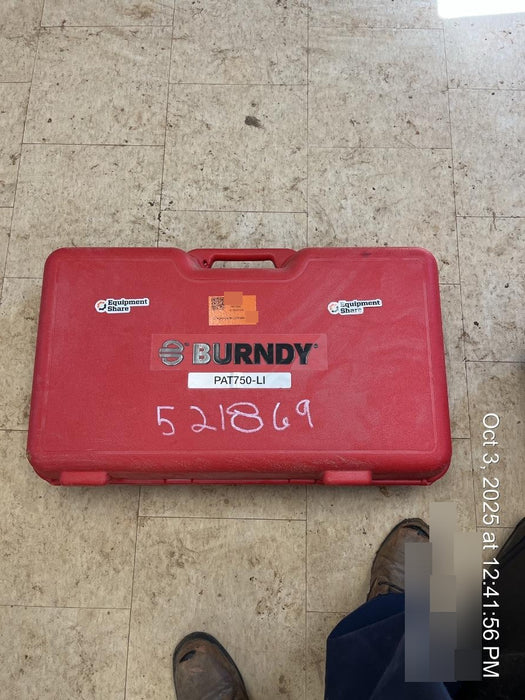 Equipment
Share
Equipment
Share
BURNDY
PAT750-LI
521869
Oct 3, 2025 at 12:41:56 PM